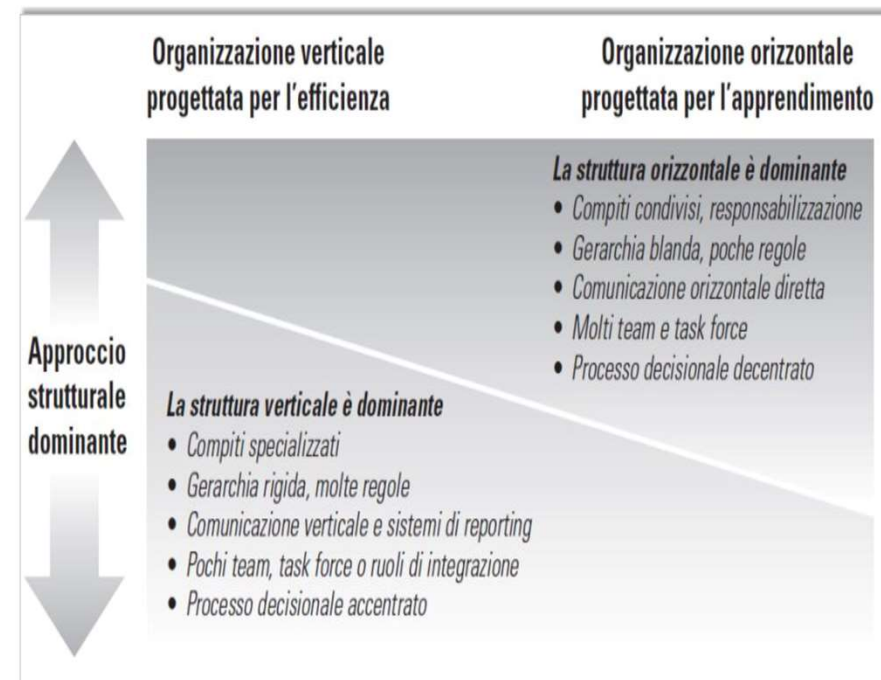 Organizzazione verticale
progettata per l'efficienza
Organizzazione orizzontale
progettata per l'apprendimento
La struttura orizzontale è dominante
• Compiti condivisi, responsabilizzazione
• Gerarchia blanda, poche regole
• Comunicazione orizzontale diretta
• Molti team e task force
• Processo decisionale decentrato
Approccio
strutturale
dominante
La struttura verticale è dominante
• Compiti specializzati
• Gerarchia rigida, molte regole
• Comunicazione verticale e sistemi di reporting
• Pochi team, task force o ruoli di integrazione
• Processo decisionale accentrato